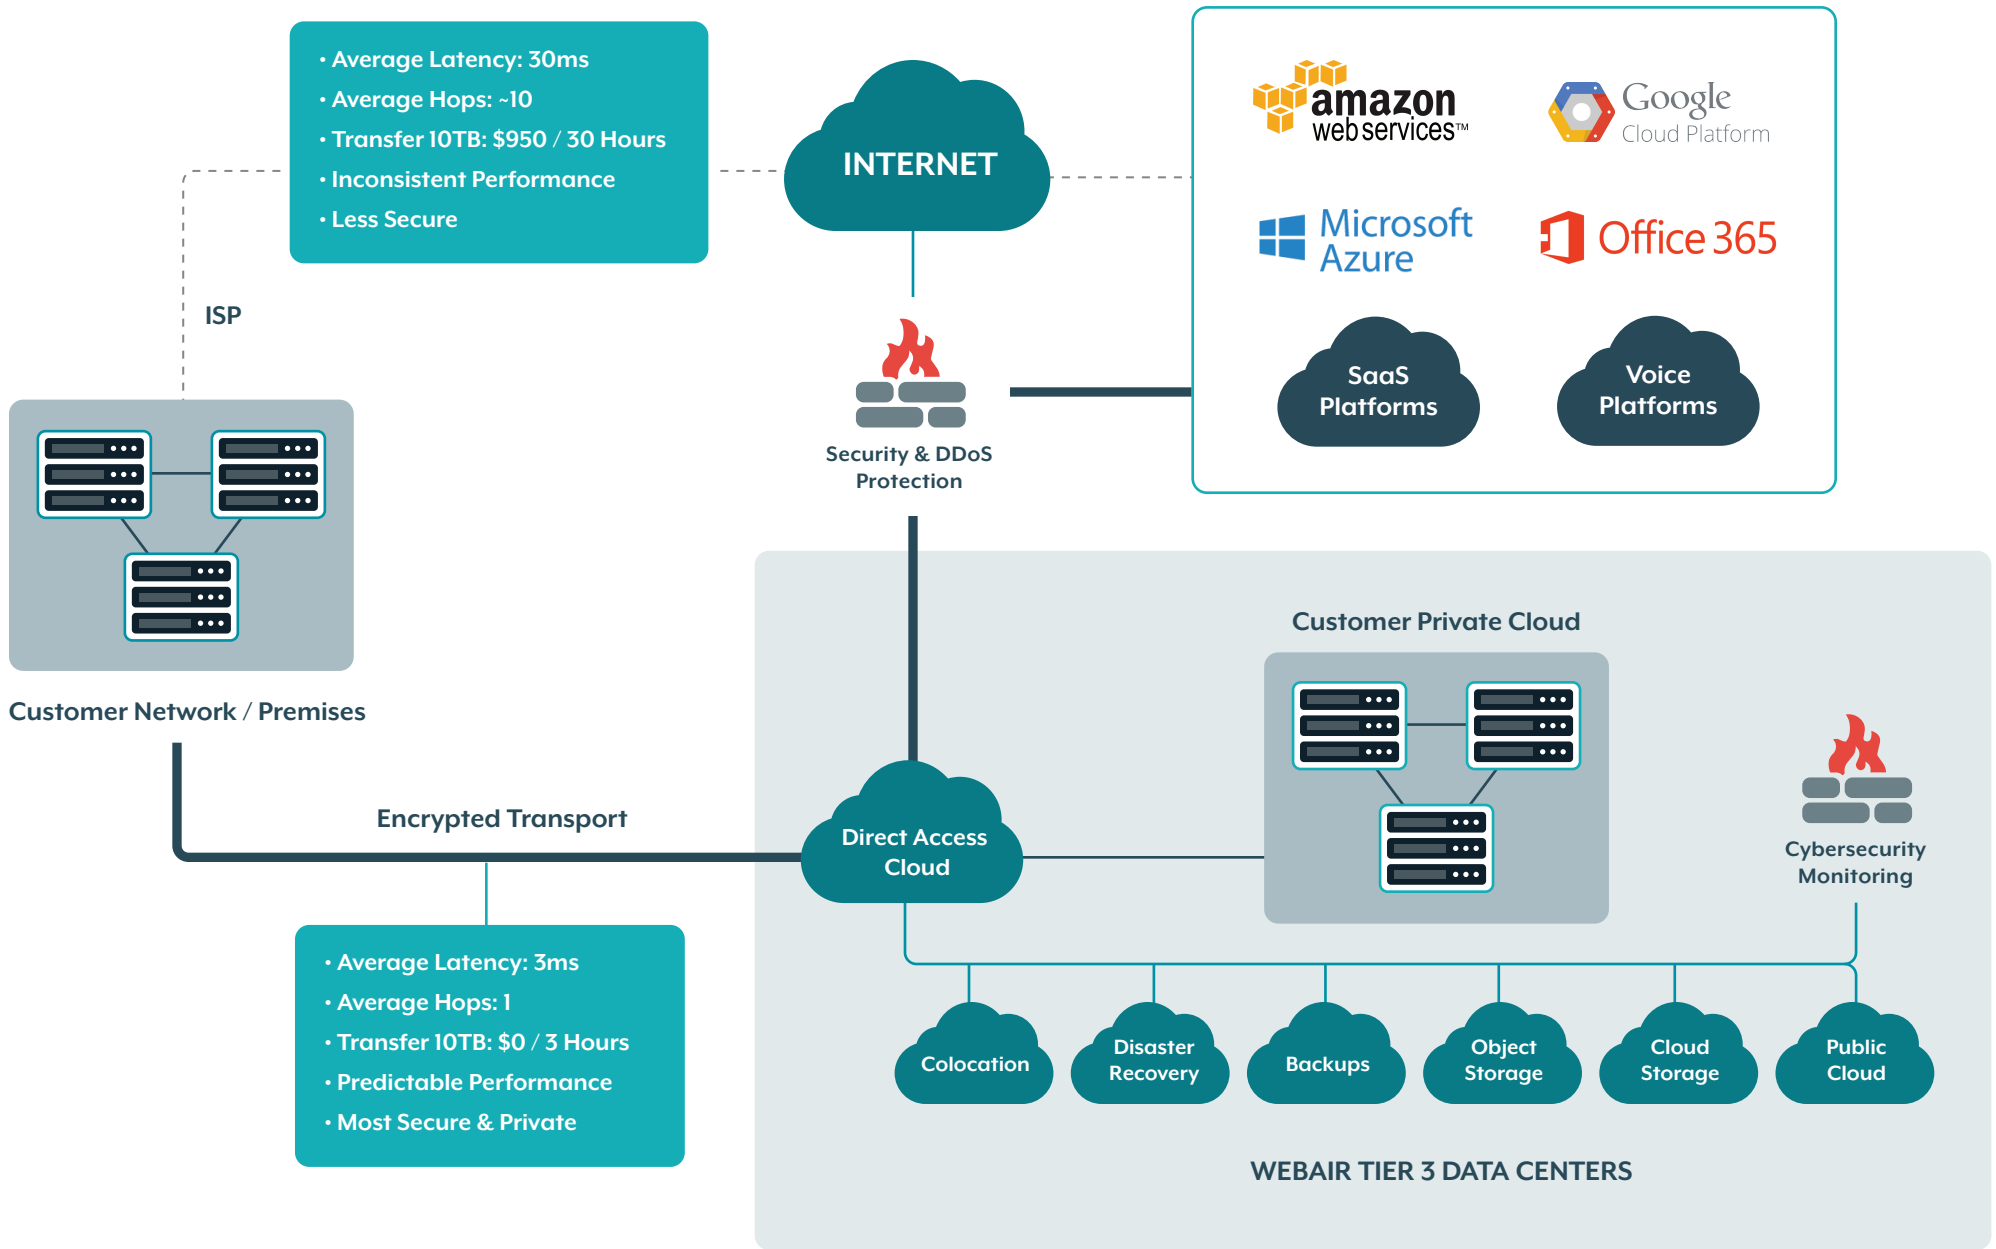 • Average Latency: 30ms
• Average Hops: ~10
• Transfer 10TB: $950 / 30 Hours
• Inconsistent Performance
• Less Secure
INTERNET
amazon
web services™
Google
Cloud Platform
Microsoft
Azure
Office 365
SaaS
Platforms
Voice
Platforms
ISP
Security & DDoS
Protection
Customer Network / Premises
Encrypted Transport
• Average Latency: 3ms
• Average Hops: 1
• Transfer 10TB: $0 / 3 Hours
• Predictable Performance
• Most Secure & Private
Direct Access
Cloud
Customer Private Cloud
Cybersecurity
Monitoring
Colocation
Disaster
Recovery
Backups
Object
Storage
Cloud
Storage
Public
Cloud
WEBAIR TIER 3 DATA CENTERS